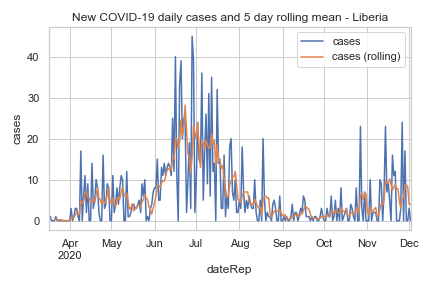 New COVID-19 daily cases and 5 day rolling mean - Liberia
cases
cases (rolling)
cases
40
30
20
10
0
Apr May Jun Jul Aug Sep Oct Nov Dec
2020
dateRep